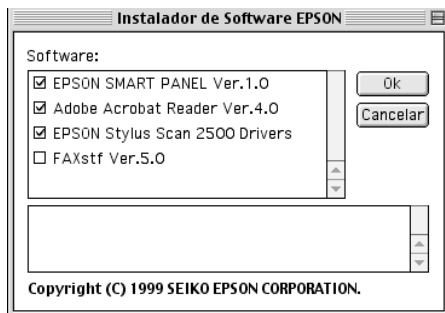 Instalador de Software EPSON
Software:
EPSON SMART PANEL Ver.1.0
Adobe Acrobat Reader Ver.4.0
EPSON Stylus Scan 2500 Drivers
FAXstf Ver.5.0
Ok
Cancelar
Copyright (C) 1999 SEIKO EPSON CORPORATION.